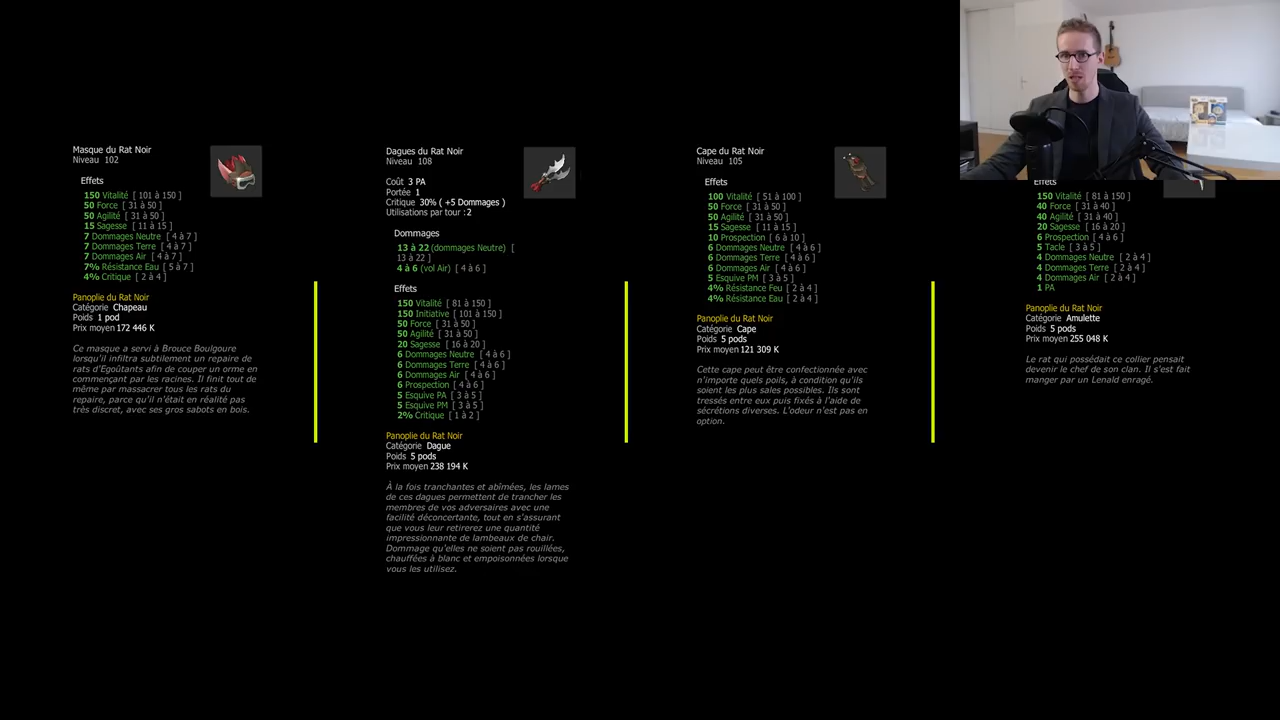 Masque du Rat Noir
Niveau 102
Effets
150 Vitalité [ 101 à 150 ]
50 Force [ 31 à 50 ]
50 Agilité [ 31 à 50 ]
15 Sagesse [ 11 à 15 ]
7 Dommages Neutre [ 4 à 7 ]
7 Dommages Terre [ 4 à 7 ]
7 Dommages Air [ 4 à 7 ]
7% Résistance Eau [ 5 à 7 ]
4% Critique [ 2 à 4 ]
Panoplie du Rat Noir
Catégorie Chapeau
Poids 1 pod
Prix moyen 172 446 K
Ce masque a servi à Brouce Boulgoure
lorsqu'il infiltra subtilement un repaire de
rats d'Egoûtants afin de couper un orme en
commençant par les racines. Il finit tout de
même par massacrer tous les rats du
repaire, parce qu'il n'était en réalité pas
très discret, avec ses gros sabots en bois.
Dagues du Rat Noir
Niveau 108
Coût 3 PA
Portée 1
Critique 30% ( +5 Dommages )
Utilisations par tour : 2
Dommages
13 à 22 (dommages Neutre) [
13 à 22 ]
4 à 6 (vol Air) [ 4 à 6 ]
Effets
150 Vitalité [ 81 à 150 ]
150 Initiative [ 101 à 150 ]
50 Force [ 31 à 50 ]
50 Agilité [ 31 à 50 ]
20 Sagesse [ 16 à 20 ]
6 Dommages Neutre [ 4 à 6 ]
6 Dommages Terre [ 4 à 6 ]
6 Dommages Air [ 4 à 6 ]
6 Prospection [ 4 à 6 ]
5 Esquive PA [ 3 à 5 ]
5 Esquive PM [ 3 à 5 ]
2% Critique [ 1 à 2 ]
Panoplie du Rat Noir
Catégorie Dague
Poids 5 pods
Prix moyen 238 194 K
À la fois tranchantes et abîmées, les lames
de ces dagues permettent de trancher les
membres de vos adversaires avec une
facilité déconcertante, tout en s'assurant
que vous leur retirerez une quantité
impressionnante de lambeaux de chair.
Dommage qu'elles ne soient pas rouillées,
chauffées à blanc et empoisonnées lorsque
vous les utilisez.
Cape du Rat Noir
Niveau 105
Effets
100 Vitalité [ 51 à 100 ]
50 Force [ 31 à 50 ]
50 Agilité [ 31 à 50 ]
15 Sagesse [ 11 à 15 ]
10 Prospection [ 6 à 10 ]
6 Dommages Neutre [ 4 à 6 ]
6 Dommages Terre [ 4 à 6 ]
6 Dommages Air [ 4 à 6 ]
5 Esquive PM [ 3 à 5 ]
4% Résistance Feu [ 2 à 4 ]
4% Résistance Eau [ 2 à 4 ]
Panoplie du Rat Noir
Catégorie Cape
Poids 5 pods
Prix moyen 121 309 K
Cette cape peut être confectionnée avec
n'importe quels poils, à condition qu'ils
soient les plus sales possibles. Ils sont
tressés entre eux puis fixés à l'aide de
sécrétions diverses. L'odeur n'est pas en
option.
Effets
150 Vitalité [ 81 à 150 ]
40 Force [ 31 à 40 ]
40 Agilité [ 31 à 40 ]
20 Sagesse [ 16 à 20 ]
6 Prospection [ 4 à 6 ]
5 Tacle [ 3 à 5 ]
4 Dommages Neutre [ 2 à 4 ]
4 Dommages Terre [ 2 à 4 ]
4 Dommages Air [ 2 à 4 ]
1 PA
Panoplie du Rat Noir
Catégorie Amulette
Poids 5 pods
Prix moyen 255 048 K
Le rat qui possédait ce collier pensait
devenir le chef de son clan. Il s'est fait
manger par un Lenald enragé.